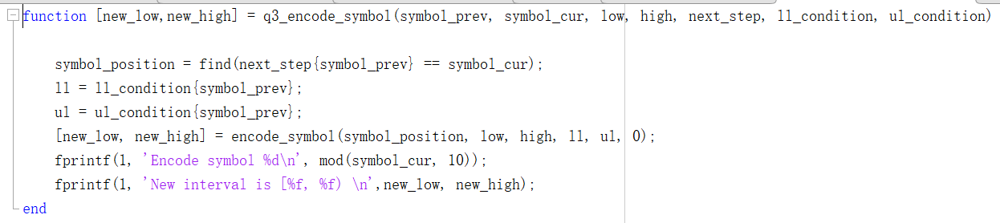 function [new_low,new_high] = q3_encode_symbol(symbol_prev, symbol_cur, low, high, next_step, ll_condition, ul_condition)
symbol_position = find(next_step{symbol_prev} == symbol_cur);
ll = ll_condition{symbol_prev};
ul = ul_condition{symbol_prev};
[new_low, new_high] = encode_symbol(symbol_position, low, high, ll, ul, 0);
fprintf(1, 'Encode symbol %d\n', mod(symbol_cur, 10));
fprintf(1, 'New interval is [%f, %f) \n',new_low, new_high);
end